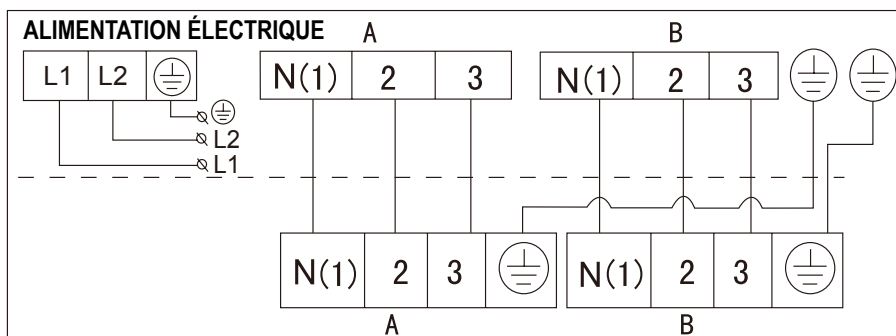 ALIMENTATION ÉLECTRIQUE
A
B
L1 L2
N(1) 2 3
N(1) 2 3
L2
L1
N(1) 2 3
N(1) 2 3
A
B